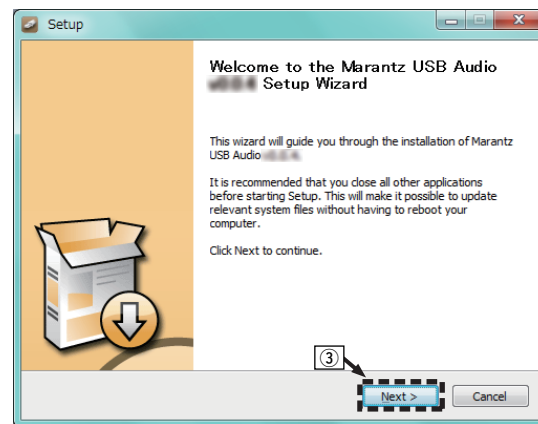 Setup
Welcome to the Marantz USB Audio
Setup Wizard
This wizard will guide you through the installation of Marantz
USB Audio
It is recommended that you close all other applications
before starting Setup. This will make it possible to update
relevant system files without having to reboot your
computer.
Click Next to continue.
③
Next >
Cancel